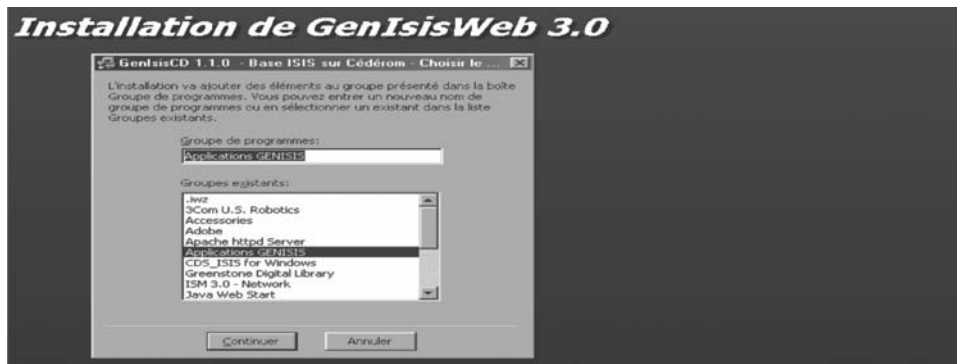 Installation de GenIsisWeb 3.0
GenIsisCD 1.1.0 - Base ISIS sur Cédérom - Choisir le ...
L'installation va ajouter des éléments au groupe présenté dans la boîte
Groupe de programmes. Vous pouvez entrer un nouveau nom de
groupe de programmes ou en sélectionner un existant dans la liste
Groupes existants.
Groupe de programmes:
Applications GENISIS
Groupes existants:
.iwz
3Com U.S. Robotics
Accessories
Adobe
Apache httpd Server
Applications GENISIS
CDS_ISIS for Windows
Greenstone Digital Library
ISM 3.0 - Network
Java Web Start
Continuer
Annuler